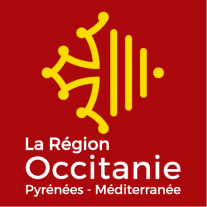 La Région
Occitanie
Pyrénées - Méditerranée